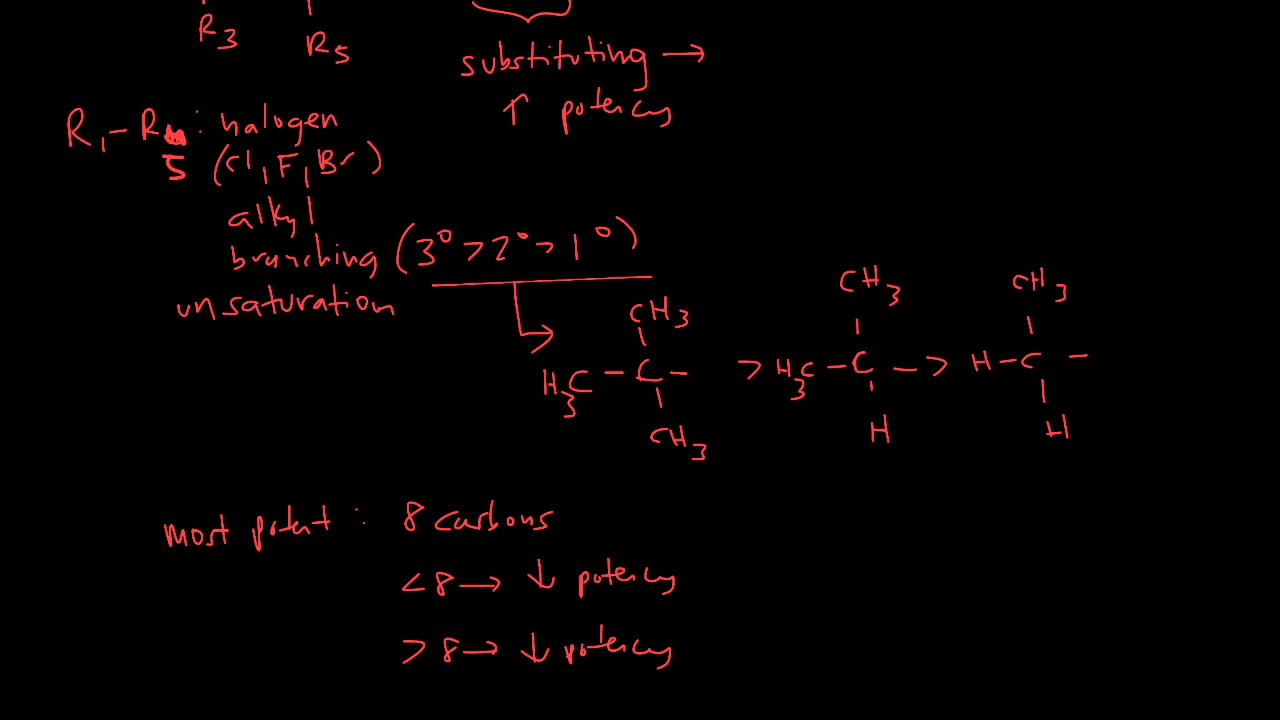 R3 R5
substituting →
↑ potency
R1 - R5 : halogen
(Cl, F, Br)
alkyl
branching (3° > 2° > 1°)
unsaturation
CH3 CH3 CH3
H3C - C - > H3C - C - > H - C -
CH3 H H
most potent : 8 carbons
< 8 → ↓ potency
> 8 → ↓ potency